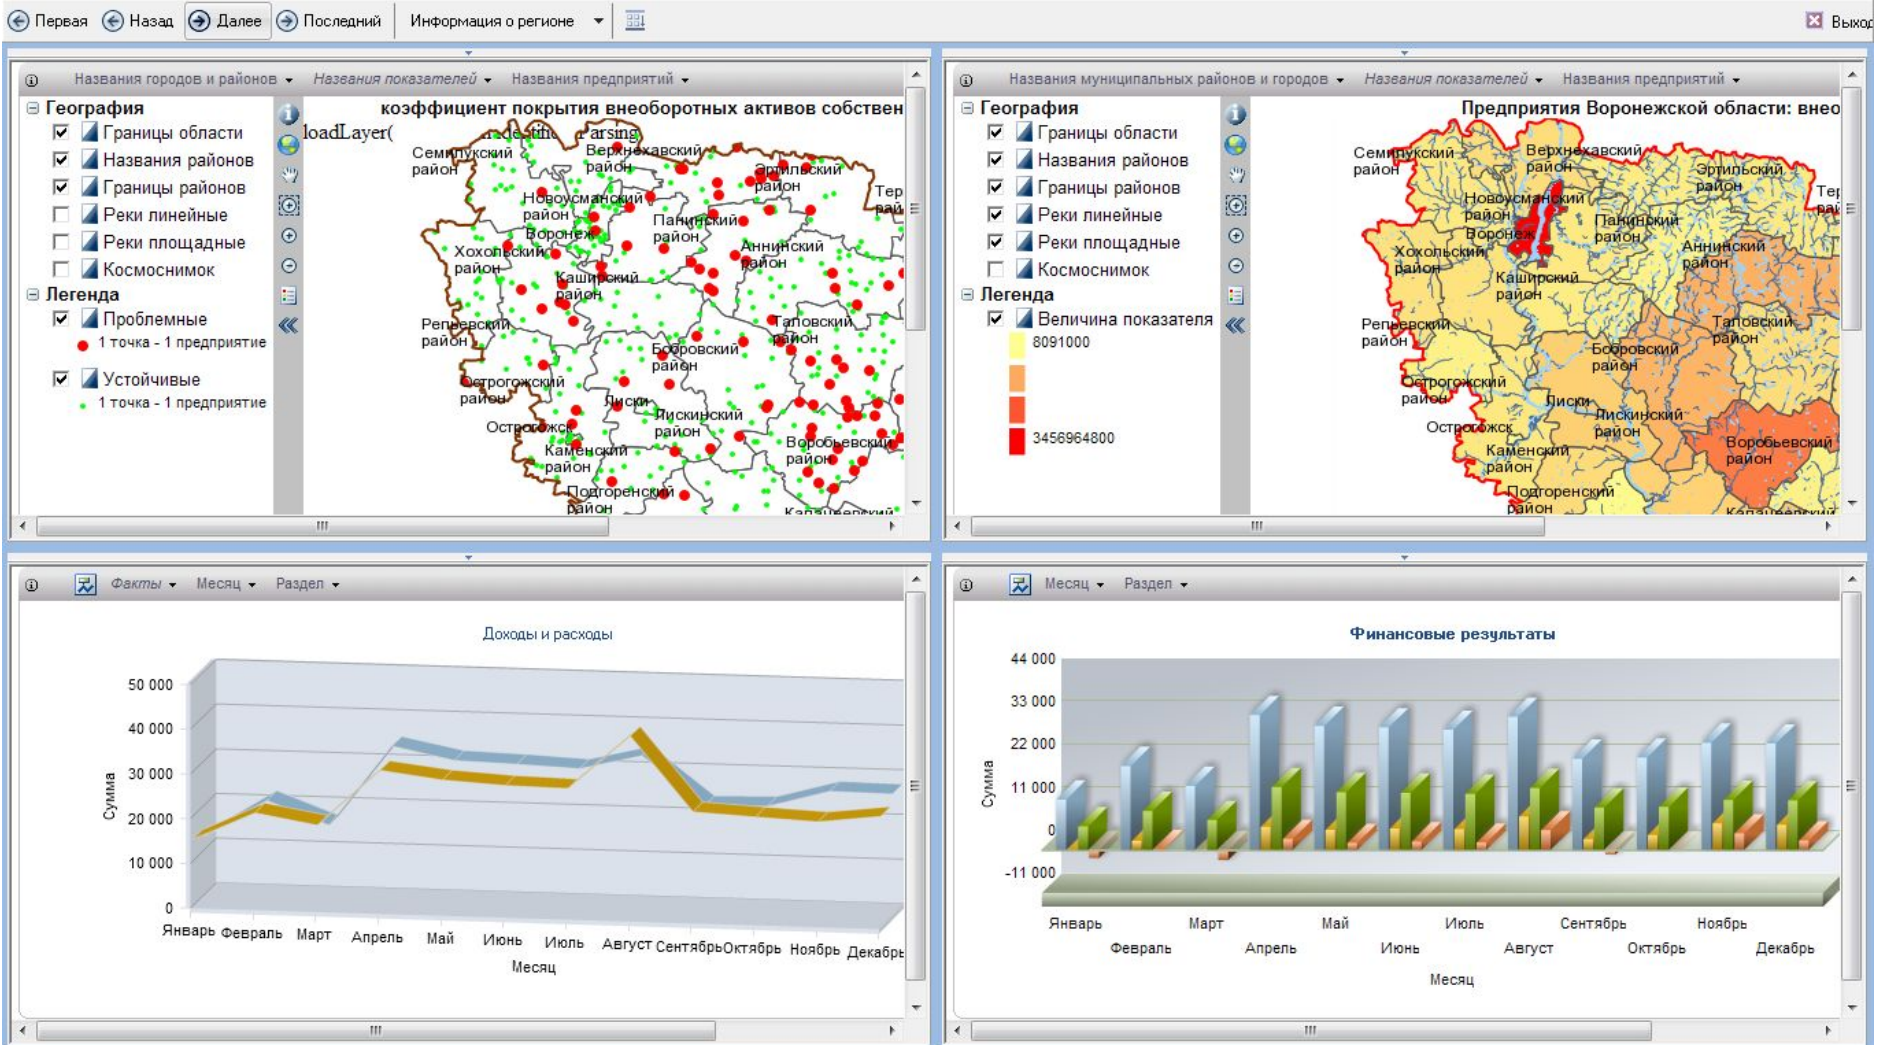 Первая Назад Далее Последний Информация о регионе Выход
Названия городов и районов Названия показателей Названия предприятий
География
Границы области
Названия районов
Границы районов
Реки линейные
Реки площадные
Космоснимок
Легенда
Проблемные
1 точка - 1 предприятие
Устойчивые
1 точка - 1 предприятие
коэффициент покрытия внеоборотных активов собствен
loadLayer(
Parsing
Семилукский
район
Верхнехавский
район
Эртильский
район
Тер
рай
Новоусманский
район
Воронеж
Панинский
район
Хохольский
район
Аннинский
район
Каширский
район
Репьевский
район
Таловский
район
Бобровский
район
Острогожский
район
Лиски
Лискинский
район
Острогожск
Каменский
район
Воробьевский
район
Подгоренский
район
Калачеевский
Названия муниципальных районов и городов Названия показателей Названия предприятий
География
Границы области
Названия районов
Границы районов
Реки линейные
Реки площадные
Космоснимок
Легенда
Величина показателя
8091000
3456964800
Предприятия Воронежской области: внео
Семилукский
район
Верхнехавский
район
Эртильский
район
Тер
рай
Новоусманский
район
Воронеж
Панинский
район
Хохольский
район
Аннинский
район
Каширский
район
Репьевский
район
Таловский
район
Бобровский
район
Острогожский
район
Лиски
Лискинский
район
Острогожск
Каменский
район
Воробьевский
район
Подгоренский
район
Калачеевский
Факты Месяц Раздел
Доходы и расходы
50 000
40 000
30 000
20 000
10 000
0
Сумма
Январь Февраль Март Апрель Май Июнь Июль Август Сентябрь Октябрь Ноябрь Декабрь
Месяц
Месяц Раздел
Финансовые результаты
44 000
33 000
22 000
11 000
0
-11 000
Сумма
Январь Март Май Июль Сентябрь Ноябрь
Февраль Апрель Июнь Август Октябрь Декабрь
Месяц